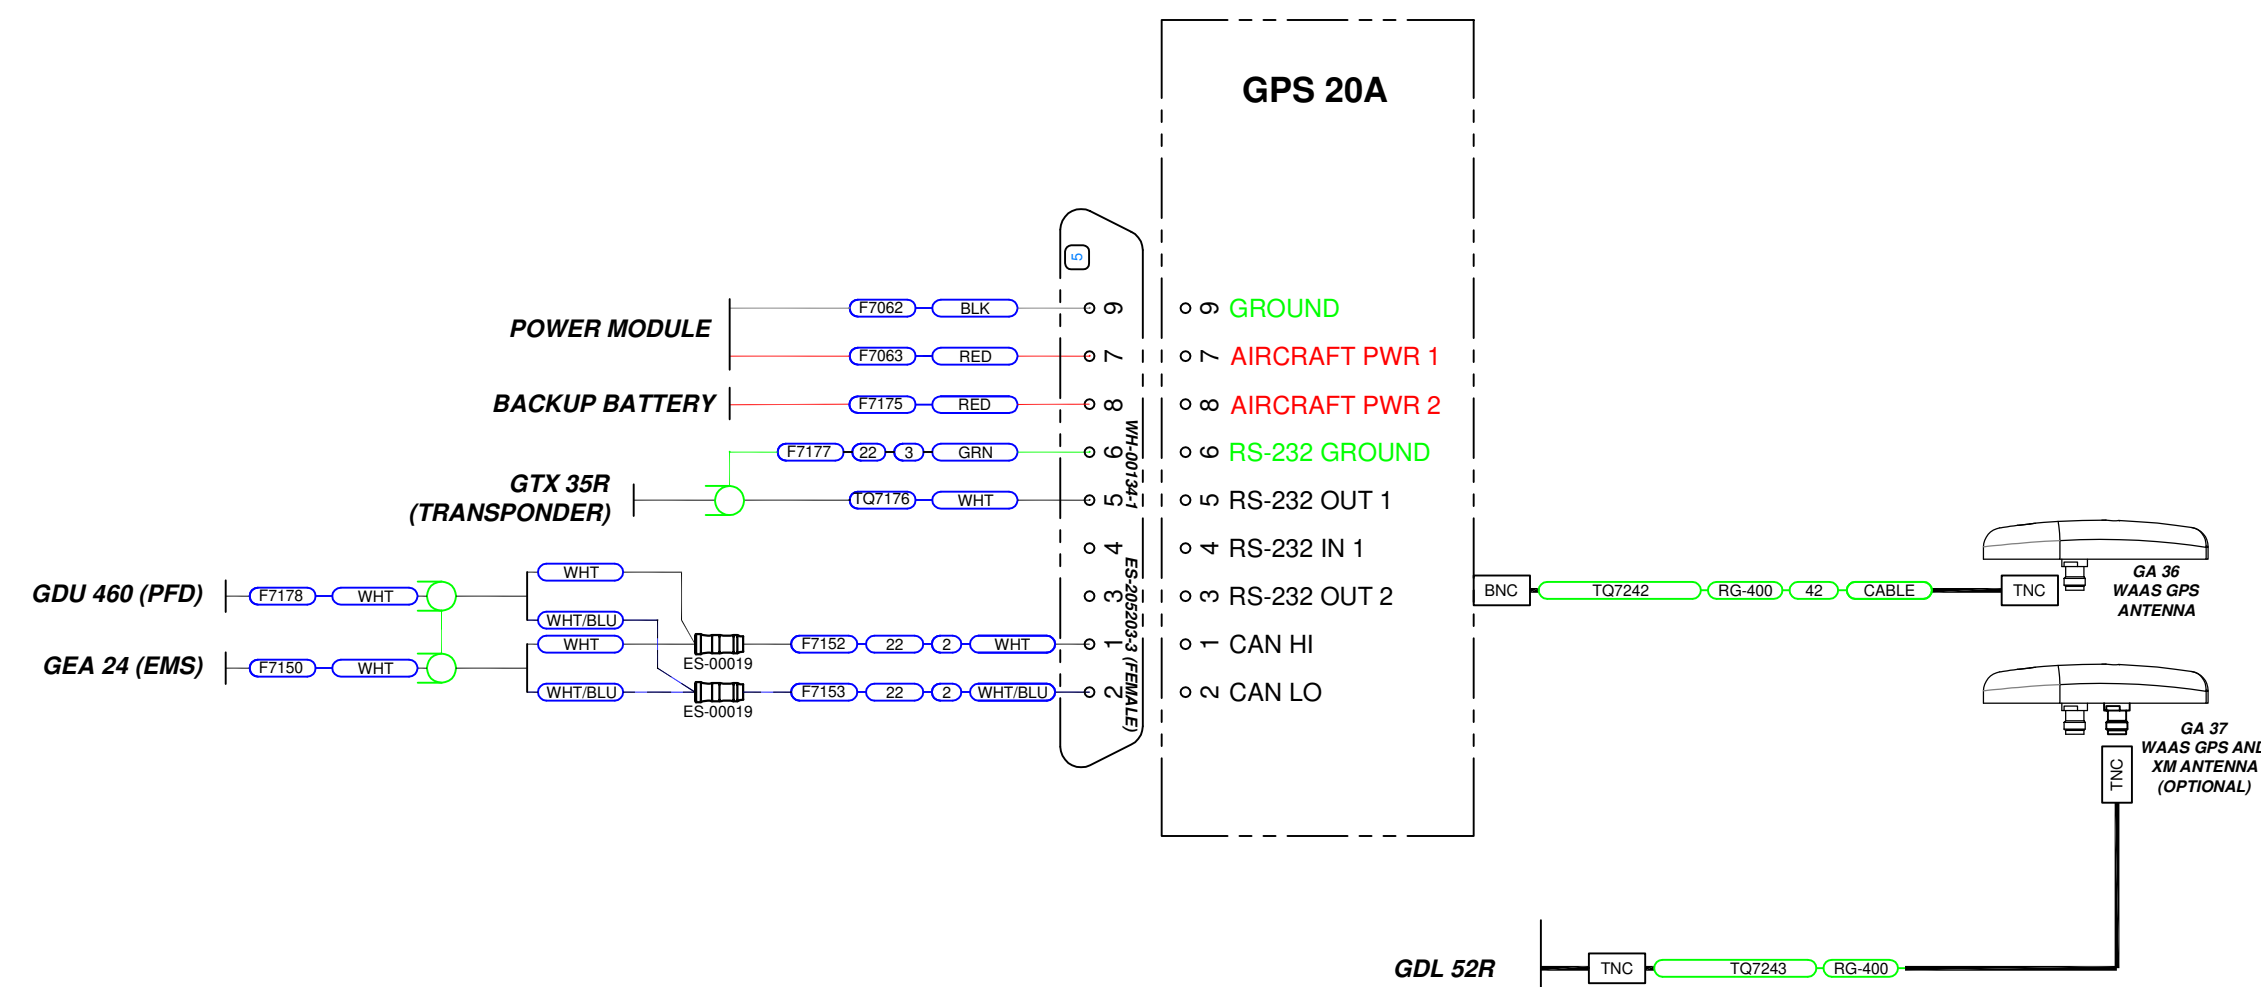 GPS 20A
5
POWER MODULE
F7062 BLK 9 9 GROUND
F7063 RED 7 7 AIRCRAFT PWR 1
BACKUP BATTERY F7175 RED 8 8 AIRCRAFT PWR 2
F7177 22 3 GRN 6 6 RS-232 GROUND
GTX 35R
(TRANSPONDER)
TQ7176 WHT 5 5 RS-232 OUT 1
4 4 RS-232 IN 1
3 3 RS-232 OUT 2
WH-00134-1
ES-205203-3 (FEMALE)
GDU 460 (PFD) F7178 WHT
WHT
WHT/BLU
GEA 24 (EMS) F7150 WHT
WHT
WHT/BLU
ES-00019
F7152 22 2 WHT 1 1 CAN HI
ES-00019
F7153 22 2 WHT/BLU 2 2 CAN LO
BNC TQ7242 RG-400 42 CABLE TNC
GA 36
WAAS GPS
ANTENNA
GA 37
WAAS GPS AND
XM ANTENNA
(OPTIONAL)
TNC
GDL 52R TNC TQ7243 RG-400